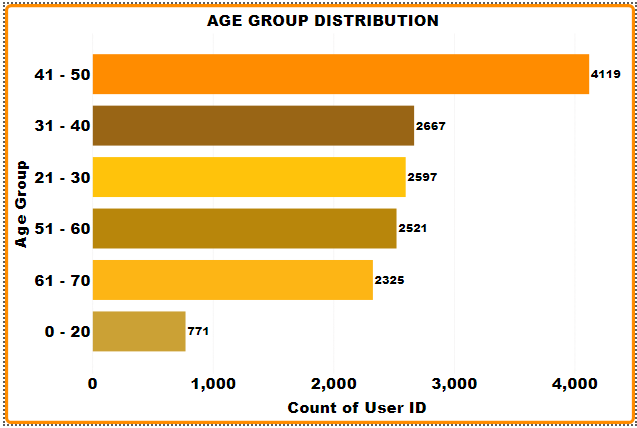 AGE GROUP DISTRIBUTION
Age Group
41 - 50 4119
31 - 40 2667
21 - 30 2597
51 - 60 2521
61 - 70 2325
0 - 20 771
0 1,000 2,000 3,000 4,000
Count of User ID